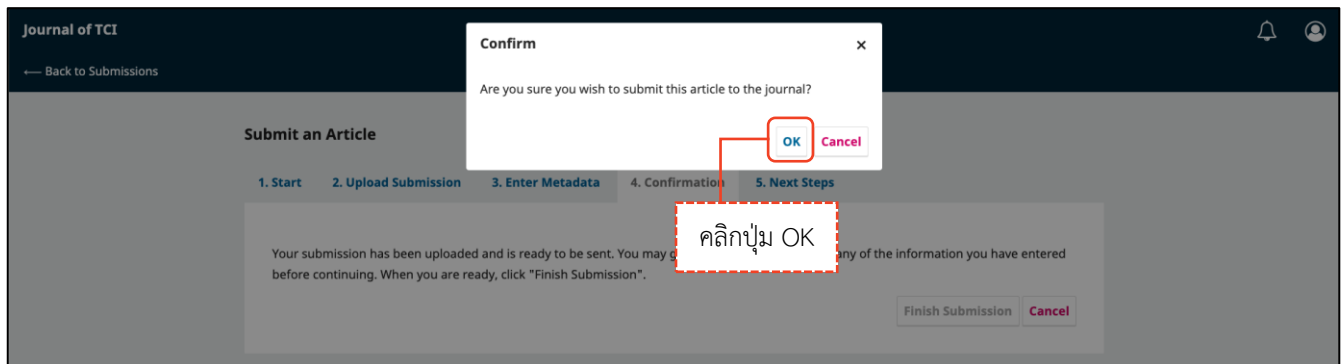 Journal of TCI
← Back to Submissions
Confirm
×
Are you sure you wish to submit this article to the journal?
OK Cancel
Submit an Article
1. Start 2. Upload Submission 3. Enter Metadata 4. Confirmation 5. Next Steps
คลิกปุ่ม OK
Your submission has been uploaded and is ready to be sent. You may any of the information you have entered
before continuing. When you are ready, click "Finish Submission".
Finish Submission Cancel